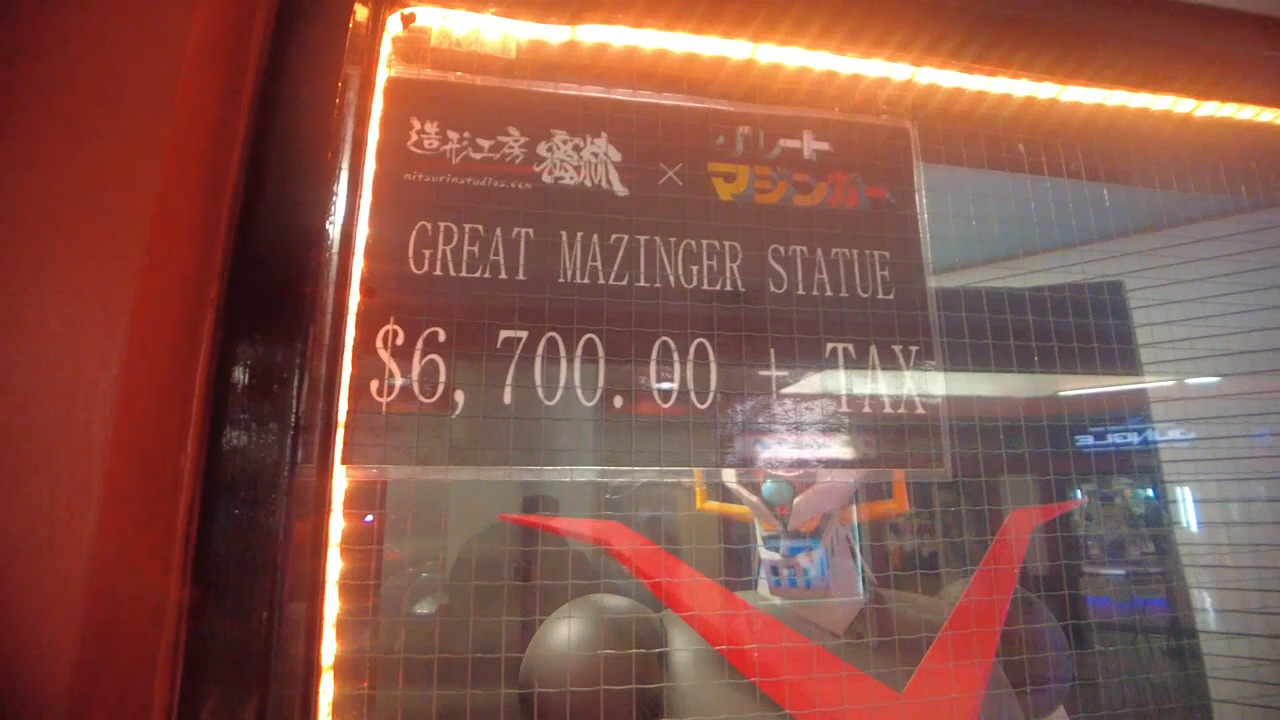 造形工房 密林 × グレート
mitsurinstudios.com マジンガー
GREAT MAZINGER STATUE
$6,700.00 + TAX
JUNGLE